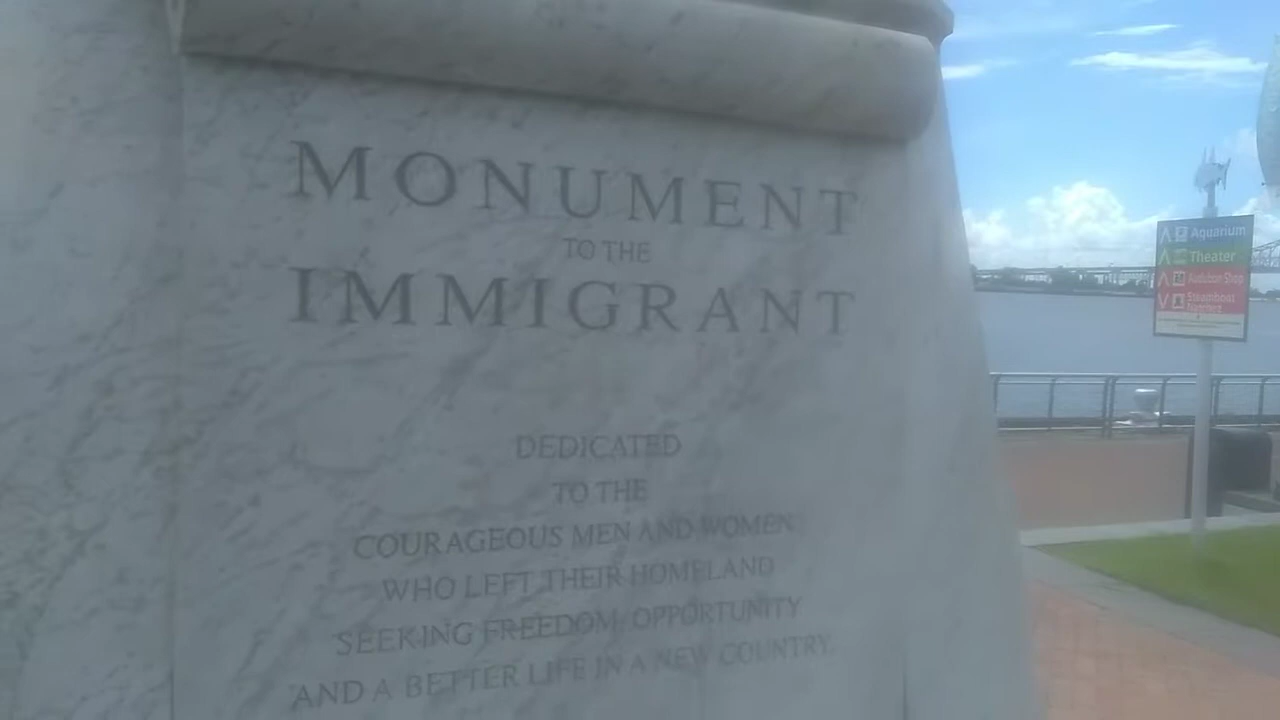 MONUMENT
TO THE
IMMIGRANT
DEDICATED
TO THE
COURAGEOUS MEN AND WOMEN
WHO LEFT THEIR HOMELAND
SEEKING FREEDOM, OPPORTUNITY
AND A BETTER LIFE IN A NEW COUNTRY
Aquarium
Theater
Audubon Shop
Steamboat